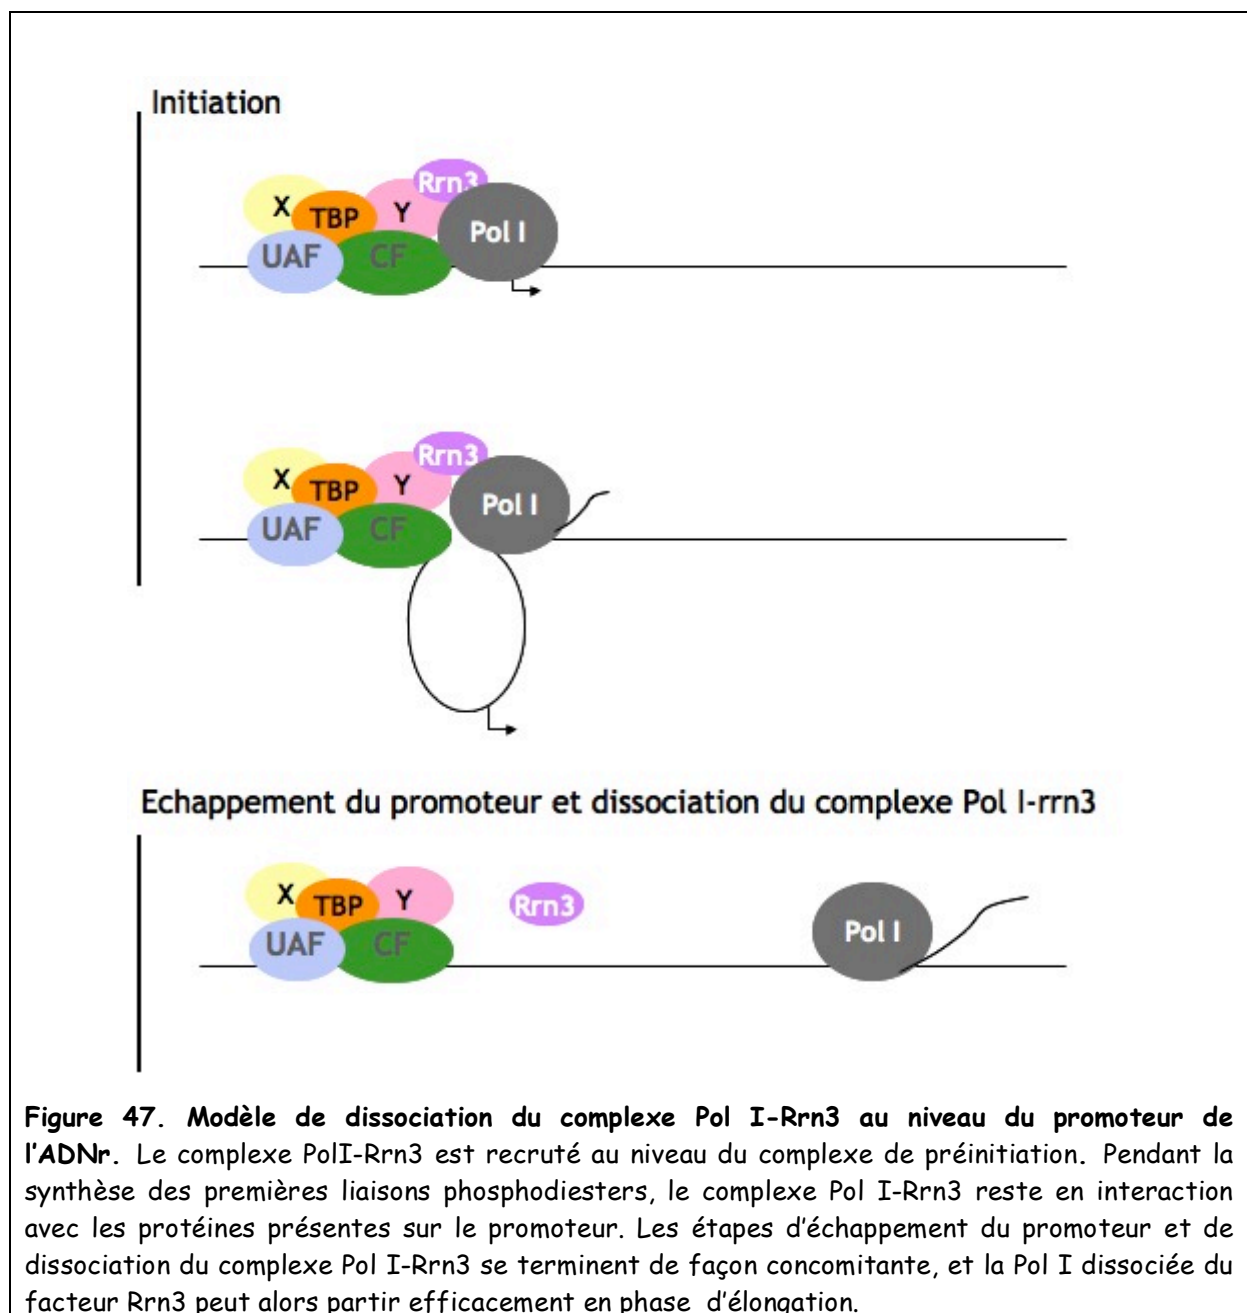 Initiation
Rrn3
X TBP Y Pol I
UAF CF
Rrn3
X TBP Y Pol I
UAF CF
Echappement du promoteur et dissociation du complexe Pol I-rrn3
X TBP Y Rrn3
UAF CF Pol I
Figure 47. Modèle de dissociation du complexe Pol I-Rrn3 au niveau du promoteur de
l'ADNr. Le complexe PolI-Rrn3 est recruté au niveau du complexe de préinitiation. Pendant la
synthèse des premières liaisons phosphodiesters, le complexe Pol I-Rrn3 reste en interaction
avec les protéines présentes sur le promoteur. Les étapes d'échappement du promoteur et de
dissociation du complexe Pol I-Rrn3 se terminent de façon concomitante, et la Pol I dissociée du
facteur Rrn3 peut alors partir efficacement en phase d'élongation.